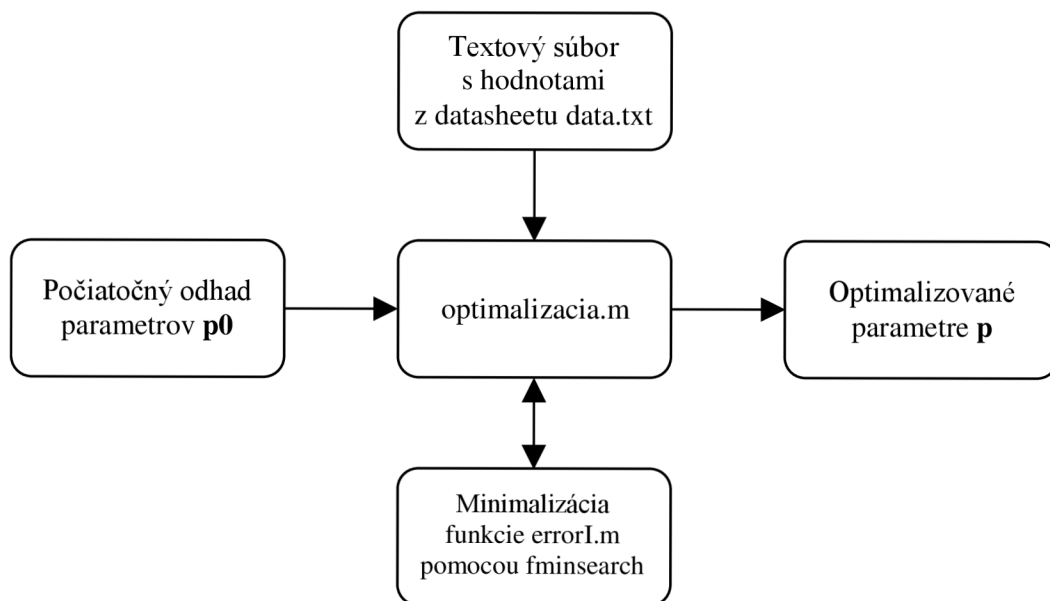 Textový súbor
s hodnotami
z datasheetu data.txt
Počiatočný odhad
parametrov p0
optimalizacia.m
Optimalizované
parametre p
Minimalizácia
funkcie errorI.m
pomocou fminsearch